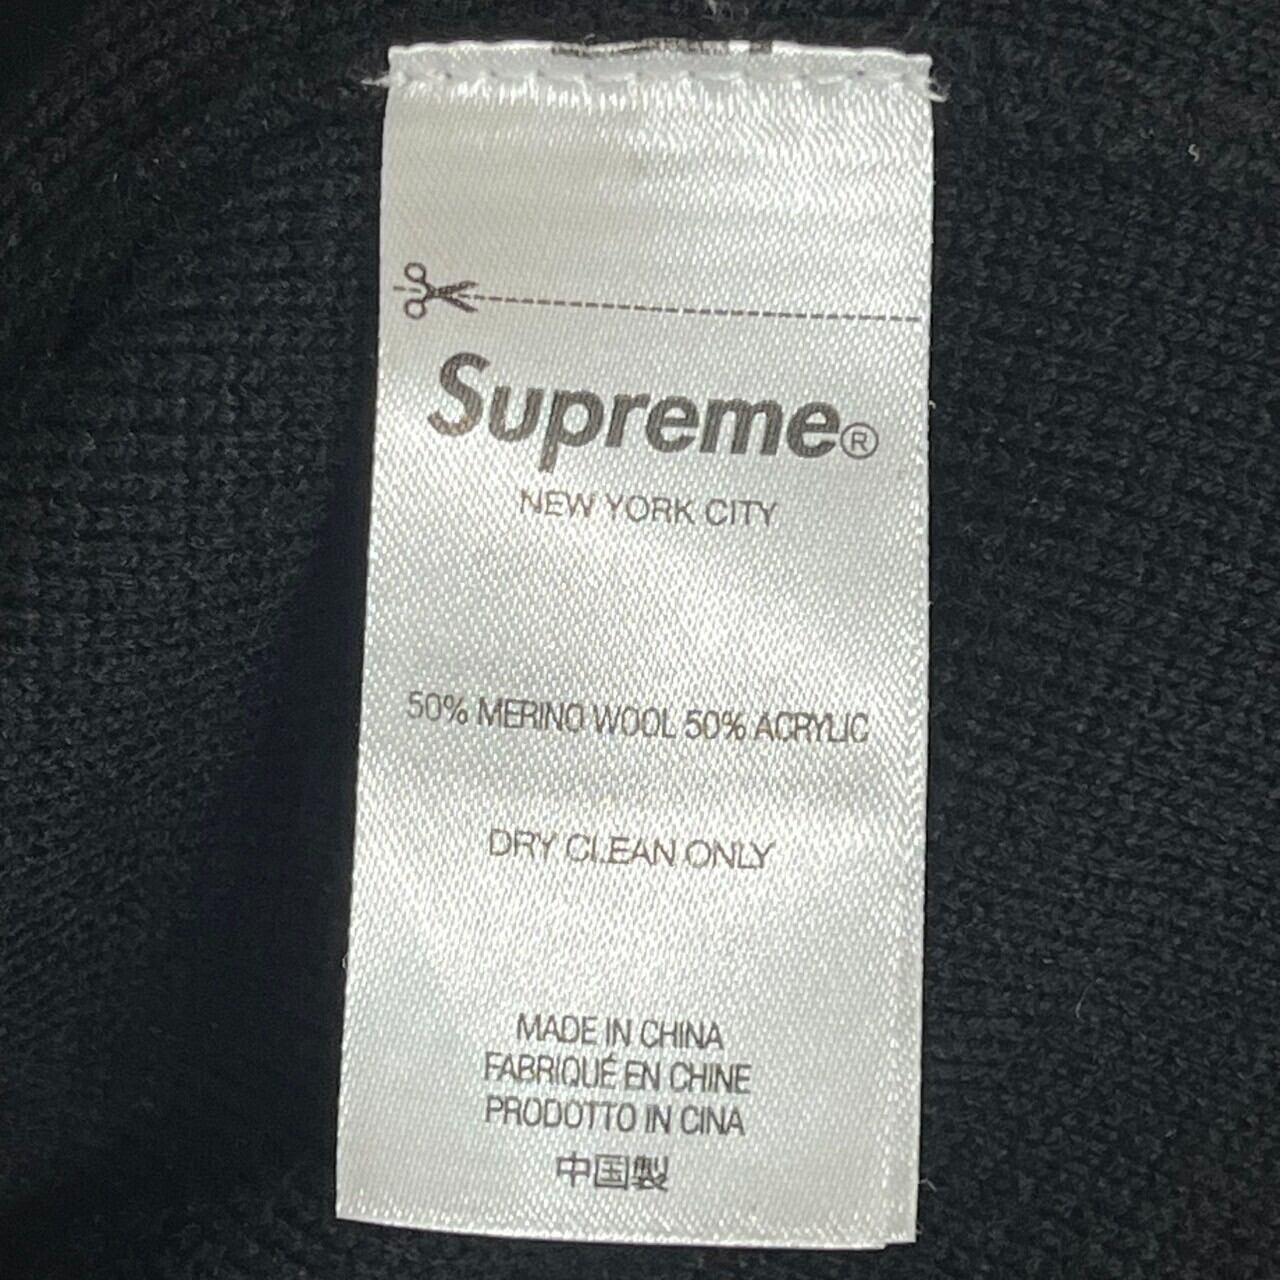 Supreme®
NEW YORK CITY
50% MERINO WOOL 50% ACRYLIC
DRY CLEAN ONLY
MADE IN CHINA
FABRIQUÉ EN CHINE
PRODOTTO IN CINA
中国製